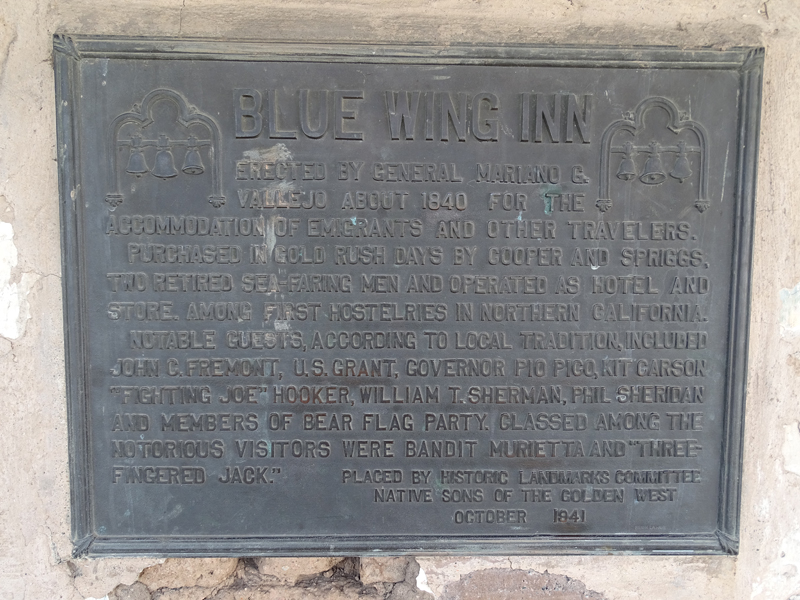 BLUE WING INN
ERECTED BY GENERAL MARIANO G.
VALLEJO ABOUT 1840 FOR THE
ACCOMMODATION OF EMIGRANTS AND OTHER TRAVELERS.
PURCHASED IN GOLD RUSH DAYS BY COOPER AND SPRIGGS,
TWO RETIRED SEA-FARING MEN AND OPERATED AS HOTEL AND
STORE. AMONG FIRST HOSTELRIES IN NORTHERN CALIFORNIA.
NOTABLE GUESTS, ACCORDING TO LOCAL TRADITION, INCLUDED
JOHN C. FREMONT, U.S. GRANT, GOVERNOR PIO PICO, KIT CARSON
"FIGHTING JOE" HOOKER, WILLIAM T. SHERMAN, PHIL SHERIDAN
AND MEMBERS OF BEAR FLAG PARTY. CLASSED AMONG THE
NOTORIOUS VISITORS WERE BANDIT MURIETTA AND "THREE-
FINGERED JACK."
PLACED BY HISTORIC LANDMARKS COMMITTEE
NATIVE SONS OF THE GOLDEN WEST
OCTOBER 1941